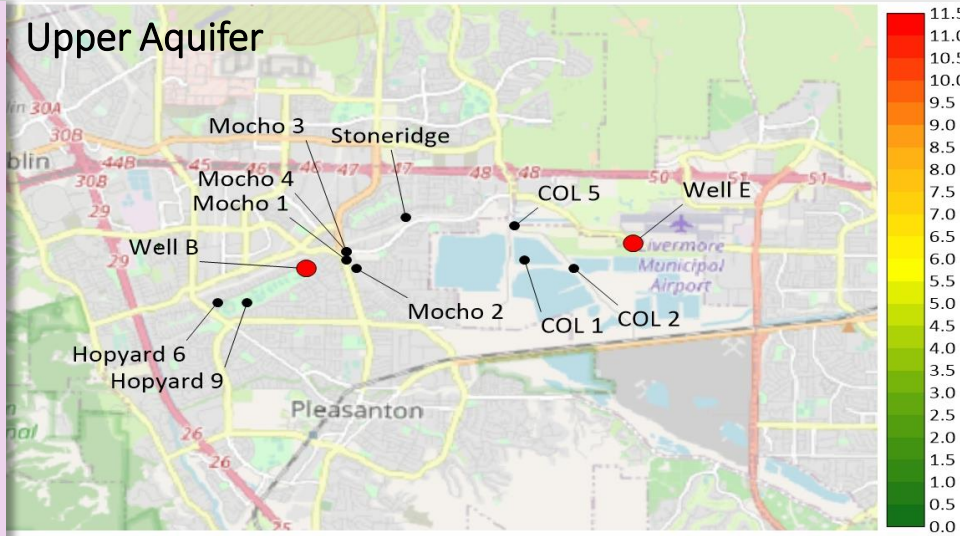 Upper Aquifer
30A
30B
blin
44B
45
46
46
47
47
48
48
50
51
51
30B
29
29
Mocho 3
Stoneridge
Mocho 4
Mocho 1
COL 5
Well E
Well B
Livermore
Municipal
Airport
Mocho 2
COL 1
COL 2
Hopyard 6
Hopyard 9
Pleasanton
nal
26
26
25
11.5
11.0
10.5
10.0
9.5
9.0
8.5
8.0
7.5
7.0
6.5
6.0
5.5
5.0
4.5
4.0
3.5
3.0
2.5
2.0
1.5
1.0
0.5
0.0